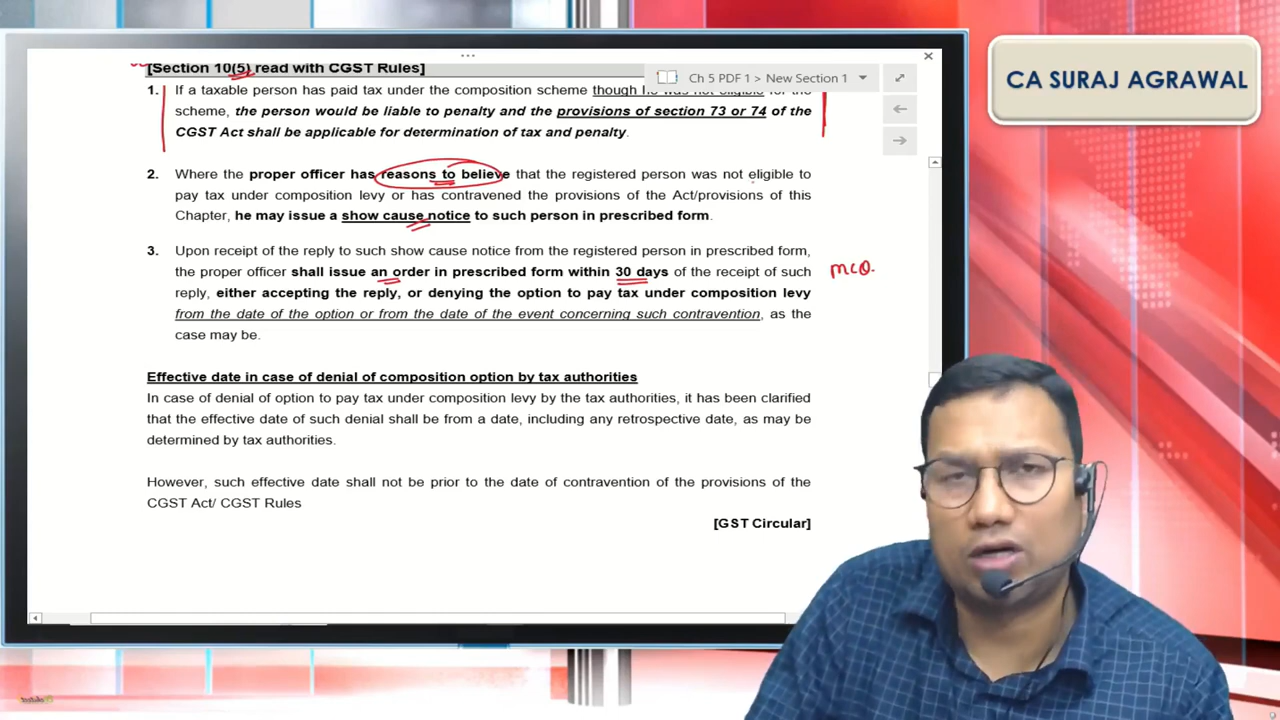 [Section 10(5) read with CGST Rules]
Ch 5 PDF 1 > New Section 1
CA SURAJ AGRAWAL
1. If a taxable person has paid tax under the composition scheme though he was not eligible for the
scheme, the person would be liable to penalty and the provisions of section 73 or 74 of the
CGST Act shall be applicable for determination of tax and penalty.
2. Where the proper officer has reasons to believe that the registered person was not eligible to
pay tax under composition levy or has contravened the provisions of the Act/provisions of this
Chapter, he may issue a show cause notice to such person in prescribed form.
3. Upon receipt of the reply to such show cause notice from the registered person in prescribed form,
the proper officer shall issue an order in prescribed form within 30 days of the receipt of such
MCQ.
reply, either accepting the reply, or denying the option to pay tax under composition levy
from the date of the option or from the date of the event concerning such contravention, as the
case may be.
Effective date in case of denial of composition option by tax authorities
In case of denial of option to pay tax under composition levy by the tax authorities, it has been clarified
that the effective date of such denial shall be from a date, including any retrospective date, as may be
determined by tax authorities.
However, such effective date shall not be prior to the date of contravention of the provisions of the
CGST Act/ CGST Rules
[GST Circular]